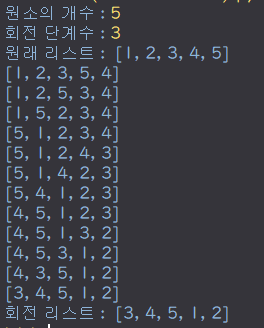 원소의 개수 : 5
회전 단계수 : 3
원래 리스트 : [1, 2, 3, 4, 5]
[1, 2, 3, 5, 4]
[1, 2, 5, 3, 4]
[1, 5, 2, 3, 4]
[5, 1, 2, 3, 4]
[5, 1, 2, 4, 3]
[5, 1, 4, 2, 3]
[5, 4, 1, 2, 3]
[4, 5, 1, 2, 3]
[4, 5, 1, 3, 2]
[4, 5, 3, 1, 2]
[4, 3, 5, 1, 2]
[3, 4, 5, 1, 2]
회전 리스트 : [3, 4, 5, 1, 2]